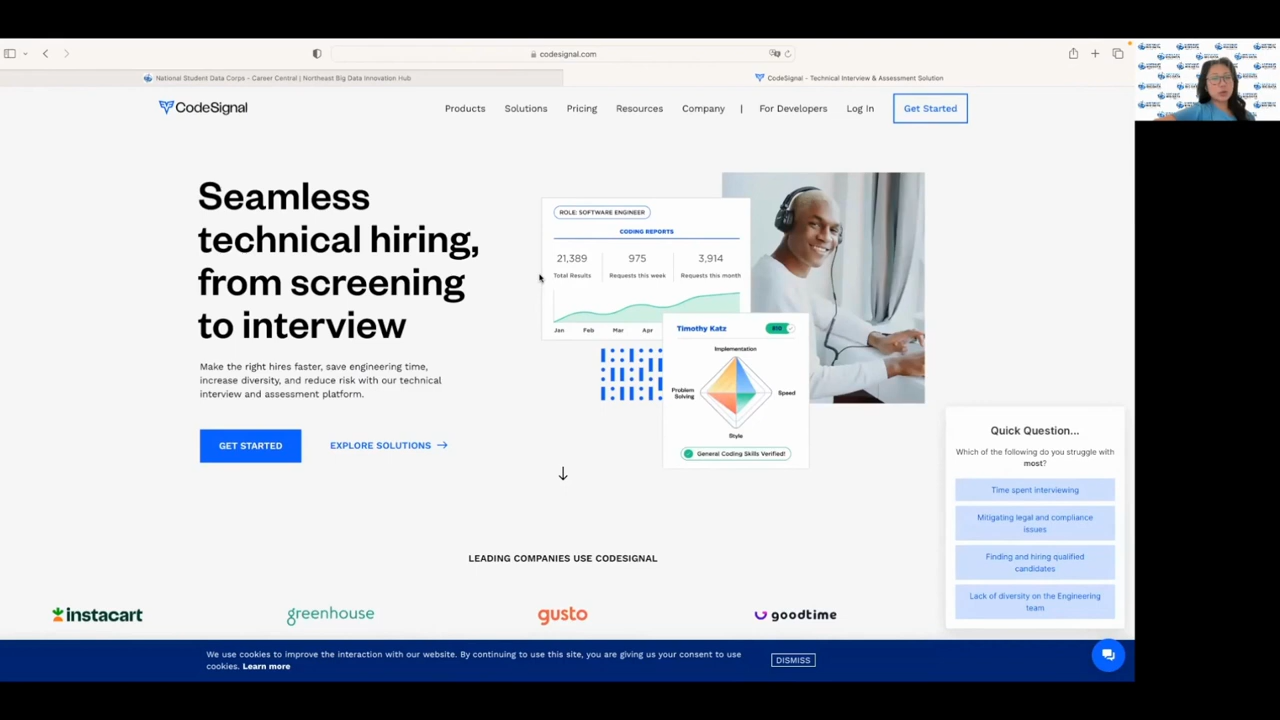 codesignal.com
National Student Data Corps - Career Central | Northeast Big Data Innovation Hub
CodeSignal - Technical Interview & Assessment Solution
CodeSignal
Products
Solutions
Pricing
Resources
Company
|
For Developers
Log In
Get Started
Seamless
technical hiring,
from screening
to interview
Make the right hires faster, save engineering time,
increase diversity, and reduce risk with our technical
interview and assessment platform.
GET STARTED
EXPLORE SOLUTIONS →
ROLE: SOFTWARE ENGINEER
CODING REPORTS
21,389
975
3,914
Total Results
Requests this week
Requests this month
Jan
Feb
Mar
Apr
Timothy Katz
Implementation
Problem
Solving
Speed
Style
General Coding Skills Verified!
Quick Question...
Which of the following do you struggle with
most?
Time spent interviewing
Mitigating legal and compliance
issues
Finding and hiring qualified
candidates
Lack of diversity on the Engineering
team
LEADING COMPANIES USE CODESIGNAL
instacart
greenhouse
gusto
goodtime
We use cookies to improve the interaction with our website. By continuing to use this site, you are giving us your consent to use
cookies. Learn more
DISMISS